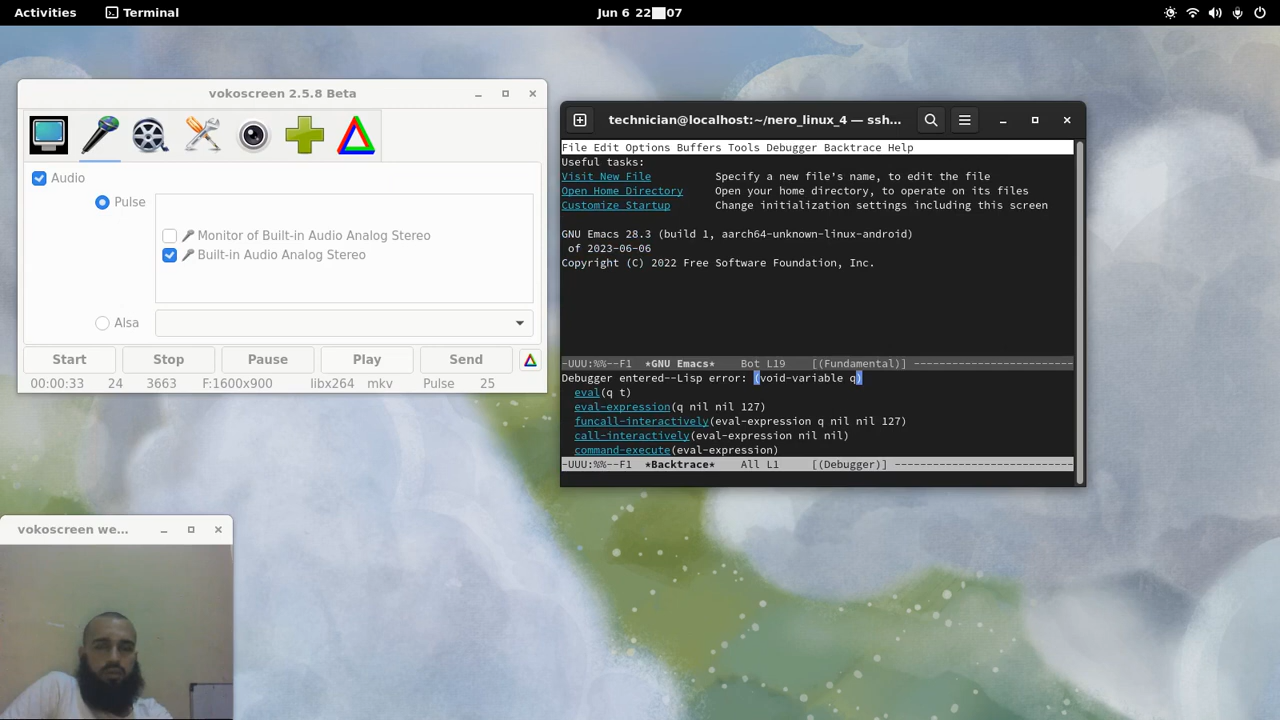 Activities Terminal Jun 6 22 07
vokoscreen 2.5.8 Beta
Audio
Pulse
Monitor of Built-in Audio Analog Stereo
Built-in Audio Analog Stereo
Alsa
Start Stop Pause Play Send
00:00:33 24 3663 F:1600x900 libx264 mkv Pulse 25
technician@localhost:~/nero_linux_4 — ssh...
File Edit Options Buffers Tools Debugger Backtrace Help
Useful tasks:
Visit New File Specify a new file’s name, to edit the file
Open Home Directory Open your home directory, to operate on its files
Customize Startup Change initialization settings including this screen
GNU Emacs 28.3 (build 1, aarch64-unknown-linux-android)
of 2023-06-06
Copyright (C) 2022 Free Software Foundation, Inc.
-UUU:%%--F1 *GNU Emacs* Bot L19 [(Fundamental)] -------------------------
Debugger entered--Lisp error: (void-variable q)
eval(q t)
eval-expression(q nil nil 127)
funcall-interactively(eval-expression q nil nil 127)
call-interactively(eval-expression nil nil)
command-execute(eval-expression)
-UUU:%%--F1 *Backtrace* All L1 [(Debugger)] ----------------------------
vokoscreen we...